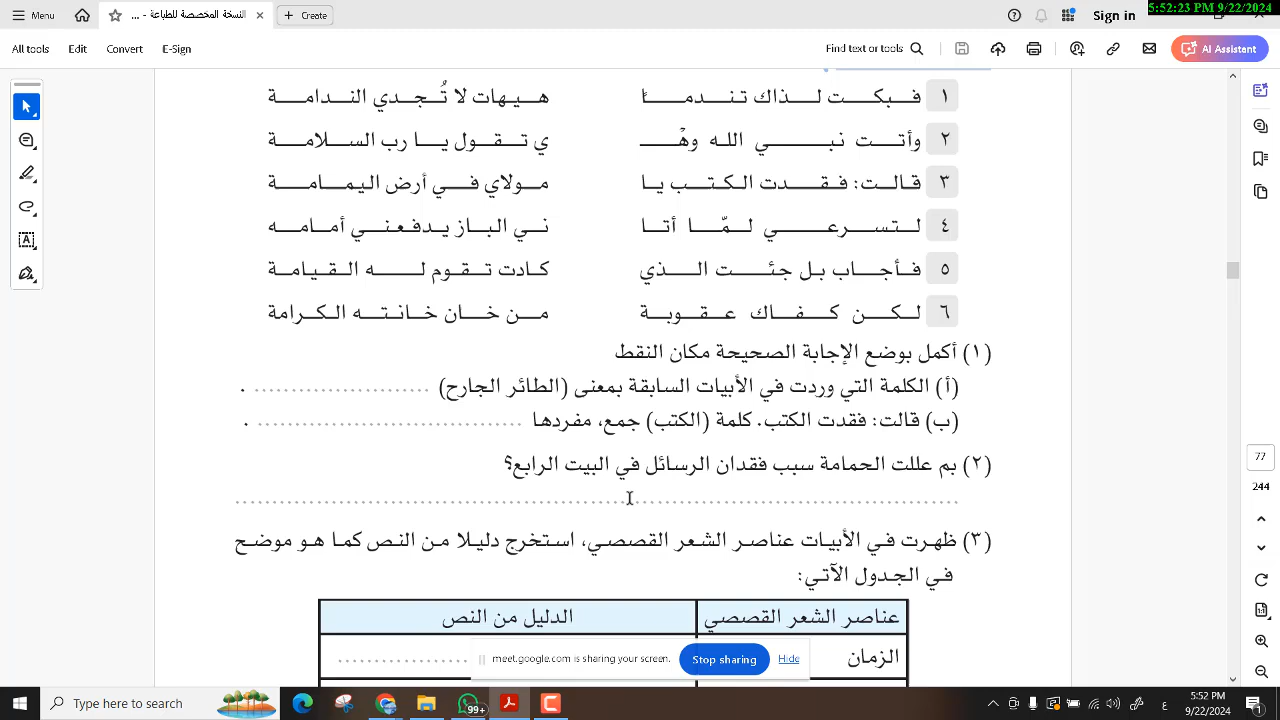 Menu
النسخة المخصصة للطباعة - ...
Create
Sign in
5:52:23 PM 9/22/2024
All tools Edit Convert E-Sign
Find text or tools
AI Assistant
١ فبكت لذاك تندمًا هيهات لا تُجدي الندامة
٢ وأتت نبي الله وهْـ ي تقول يا رب السلامة
٣ قالت: فقدت الكتب يا مولاي في أرض اليمامة
٤ لتسرعي لمّا أتا ني الباز يدفعني أمامه
٥ فأجاب بل جئت الذي كادت تقوم له القيامة
٦ لكن كفاك عقوبة من خان خانته الكرامة
(١) أكمل بوضع الإجابة الصحيحة مكان النقط
(أ) الكلمة التي وردت في الأبيات السابقة بمعنى (الطائر الجارح) .............................. .
(ب) قالت: فقدت الكتب. كلمة (الكتب) جمع، مفردها .............................. .
(٢) بم عللت الحمامة سبب فقدان الرسائل في البيت الرابع؟
..............................
(٣) ظهرت في الأبيات عناصر الشعر القصصي، استخرج دليلا من النص كما هو موضح
في الجدول الآتي:
عناصر الشعر القصصي الدليل من النص
الزمان ....................
77
244
meet.google.com is sharing your screen. Stop sharing Hide
Type here to search
99+
5:52 PM
9/22/2024